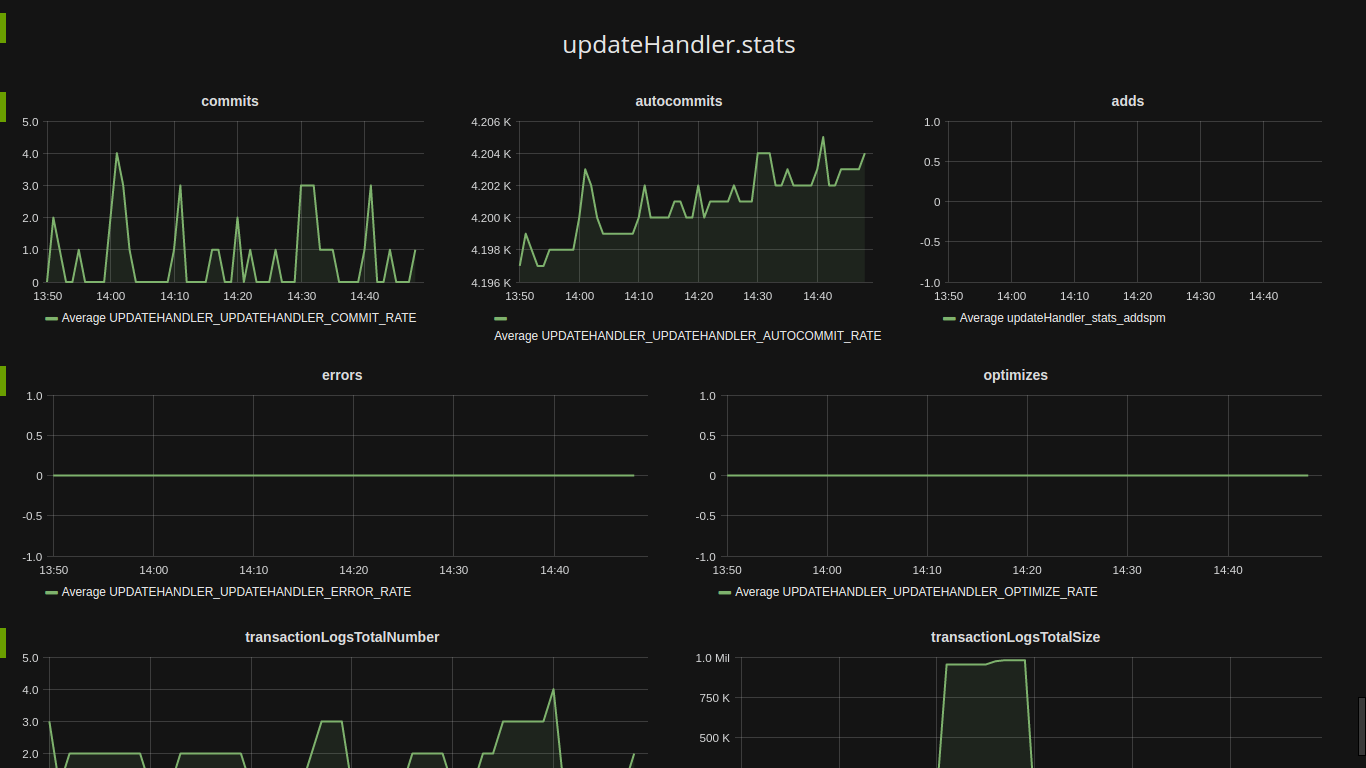 updateHandler.stats
commits
5.0
4.0
3.0
2.0
1.0
0
13:50 14:00 14:10 14:20 14:30 14:40
Average UPDATEHANDLER_UPDATEHANDLER_COMMIT_RATE
autocommits
4.206 K
4.204 K
4.202 K
4.200 K
4.198 K
4.196 K
13:50 14:00 14:10 14:20 14:30 14:40
Average UPDATEHANDLER_UPDATEHANDLER_AUTOCOMMIT_RATE
adds
1.0
0.5
0
-0.5
-1.0
13:50 14:00 14:10 14:20 14:30 14:40
Average updateHandler_stats_addspm
errors
1.0
0.5
0
-0.5
-1.0
13:50 14:00 14:10 14:20 14:30 14:40
Average UPDATEHANDLER_UPDATEHANDLER_ERROR_RATE
optimizes
1.0
0.5
0
-0.5
-1.0
13:50 14:00 14:10 14:20 14:30 14:40
Average UPDATEHANDLER_UPDATEHANDLER_OPTIMIZE_RATE
transactionLogsTotalNumber
5.0
4.0
3.0
2.0
transactionLogsTotalSize
1.0 Mil
750 K
500 K